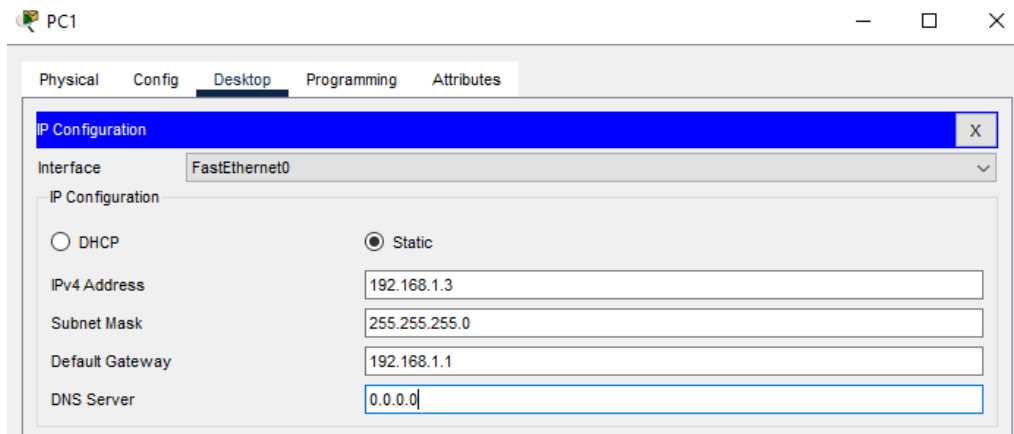 PC1
Physical Config Desktop Programming Attributes
IP Configuration X
Interface FastEthernet0
IP Configuration
DHCP Static
IPv4 Address 192.168.1.3
Subnet Mask 255.255.255.0
Default Gateway 192.168.1.1
DNS Server 0.0.0.0